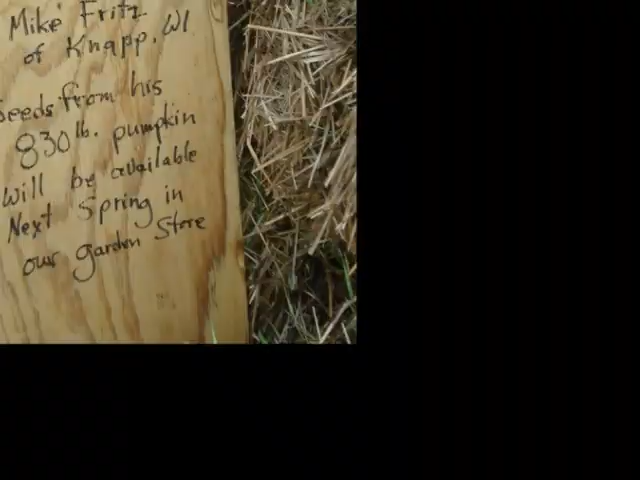 Mike Fritz
of Knapp, WI
Seeds from his
830 lb. pumpkin
will be available
Next Spring in
our garden Store